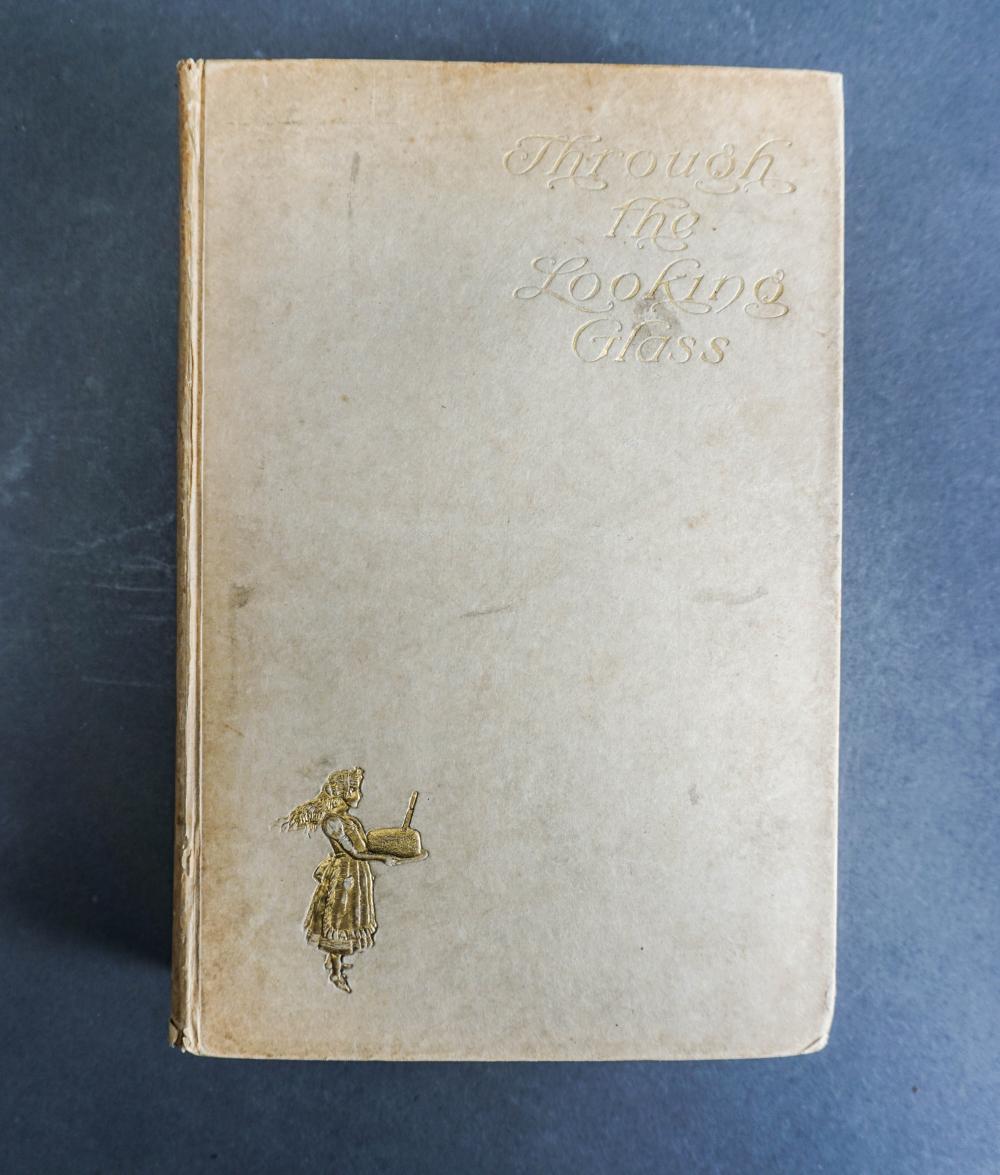 Through
the
Looking
Glass